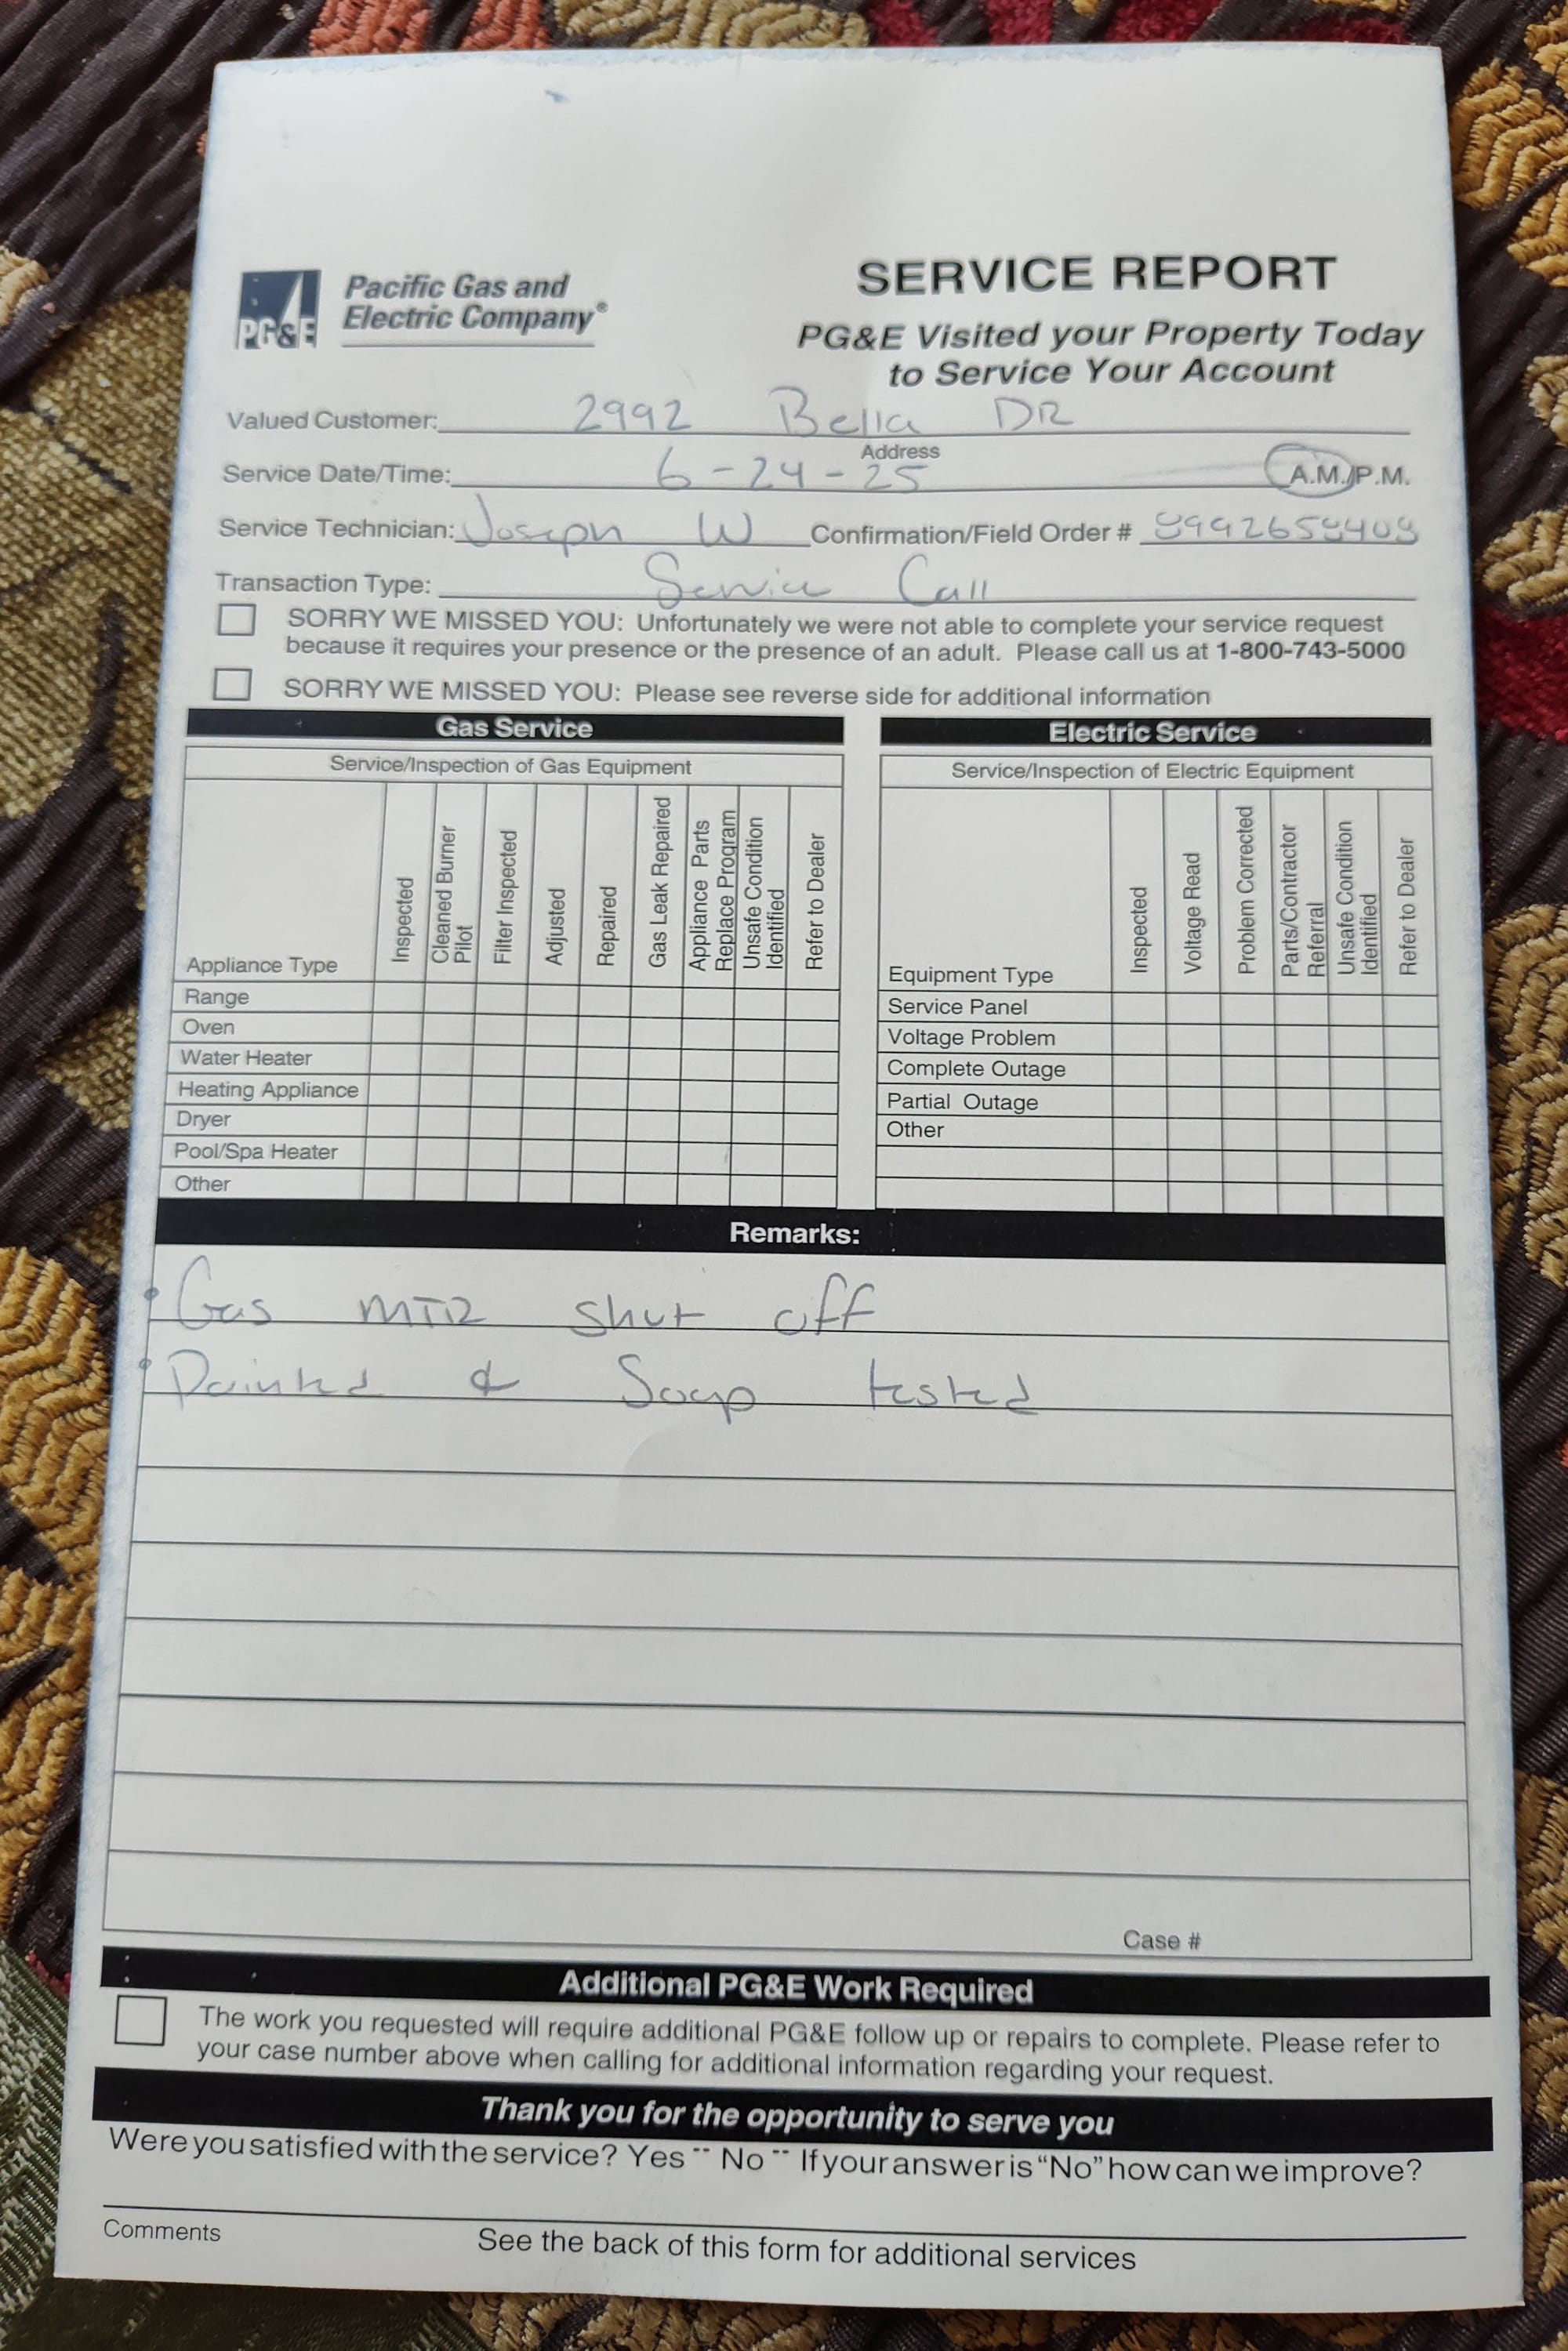 PG&E
Pacific Gas and
Electric Company®
SERVICE REPORT
PG&E Visited your Property Today
to Service Your Account
Valued Customer: 2992 Bella DR
Address
Service Date/Time: 6-24-25 A.M./P.M.
Service Technician: Joseph W Confirmation/Field Order #
Transaction Type: Service Call
SORRY WE MISSED YOU: Unfortunately we were not able to complete your service request
because it requires your presence or the presence of an adult. Please call us at 1-800-743-5000
SORRY WE MISSED YOU: Please see reverse side for additional information
Gas Service
Service/Inspection of Gas Equipment
Appliance Type
Inspected
Cleaned Burner
Pilot
Filter Inspected
Adjusted
Repaired
Gas Leak Repaired
Appliance Parts
Replace Program
Unsafe Condition
Identified
Refer to Dealer
Range
Oven
Water Heater
Heating Appliance
Dryer
Pool/Spa Heater
Other
Electric Service
Service/Inspection of Electric Equipment
Equipment Type
Inspected
Voltage Read
Problem Corrected
Parts/Contractor
Referral
Unsafe Condition
Identified
Refer to Dealer
Service Panel
Voltage Problem
Complete Outage
Partial Outage
Other
Remarks:
• Gas MTR shut off
• Painted & Soap tested
Case #
Additional PG&E Work Required
The work you requested will require additional PG&E follow up or repairs to complete. Please refer to
your case number above when calling for additional information regarding your request.
Thank you for the opportunity to serve you
Were you satisfied with the service? Yes -- No -- If your answer is “No” how can we improve?
Comments
See the back of this form for additional services